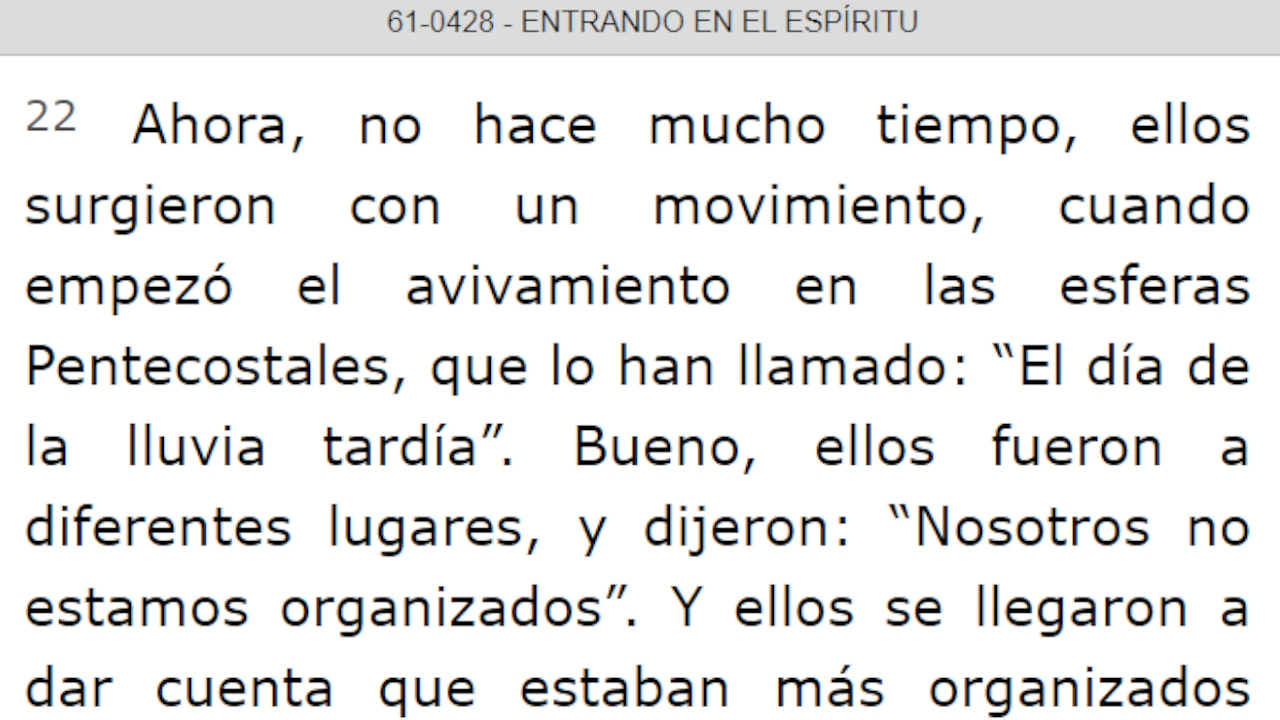 61-0428 - ENTRANDO EN EL ESPÍRITU
22 Ahora, no hace mucho tiempo, ellos
surgieron con un movimiento, cuando
empezó el avivamiento en las esferas
Pentecostales, que lo han llamado: “El día de
la lluvia tardía”. Bueno, ellos fueron a
diferentes lugares, y dijeron: “Nosotros no
estamos organizados”. Y ellos se llegaron a
dar cuenta que estaban más organizados